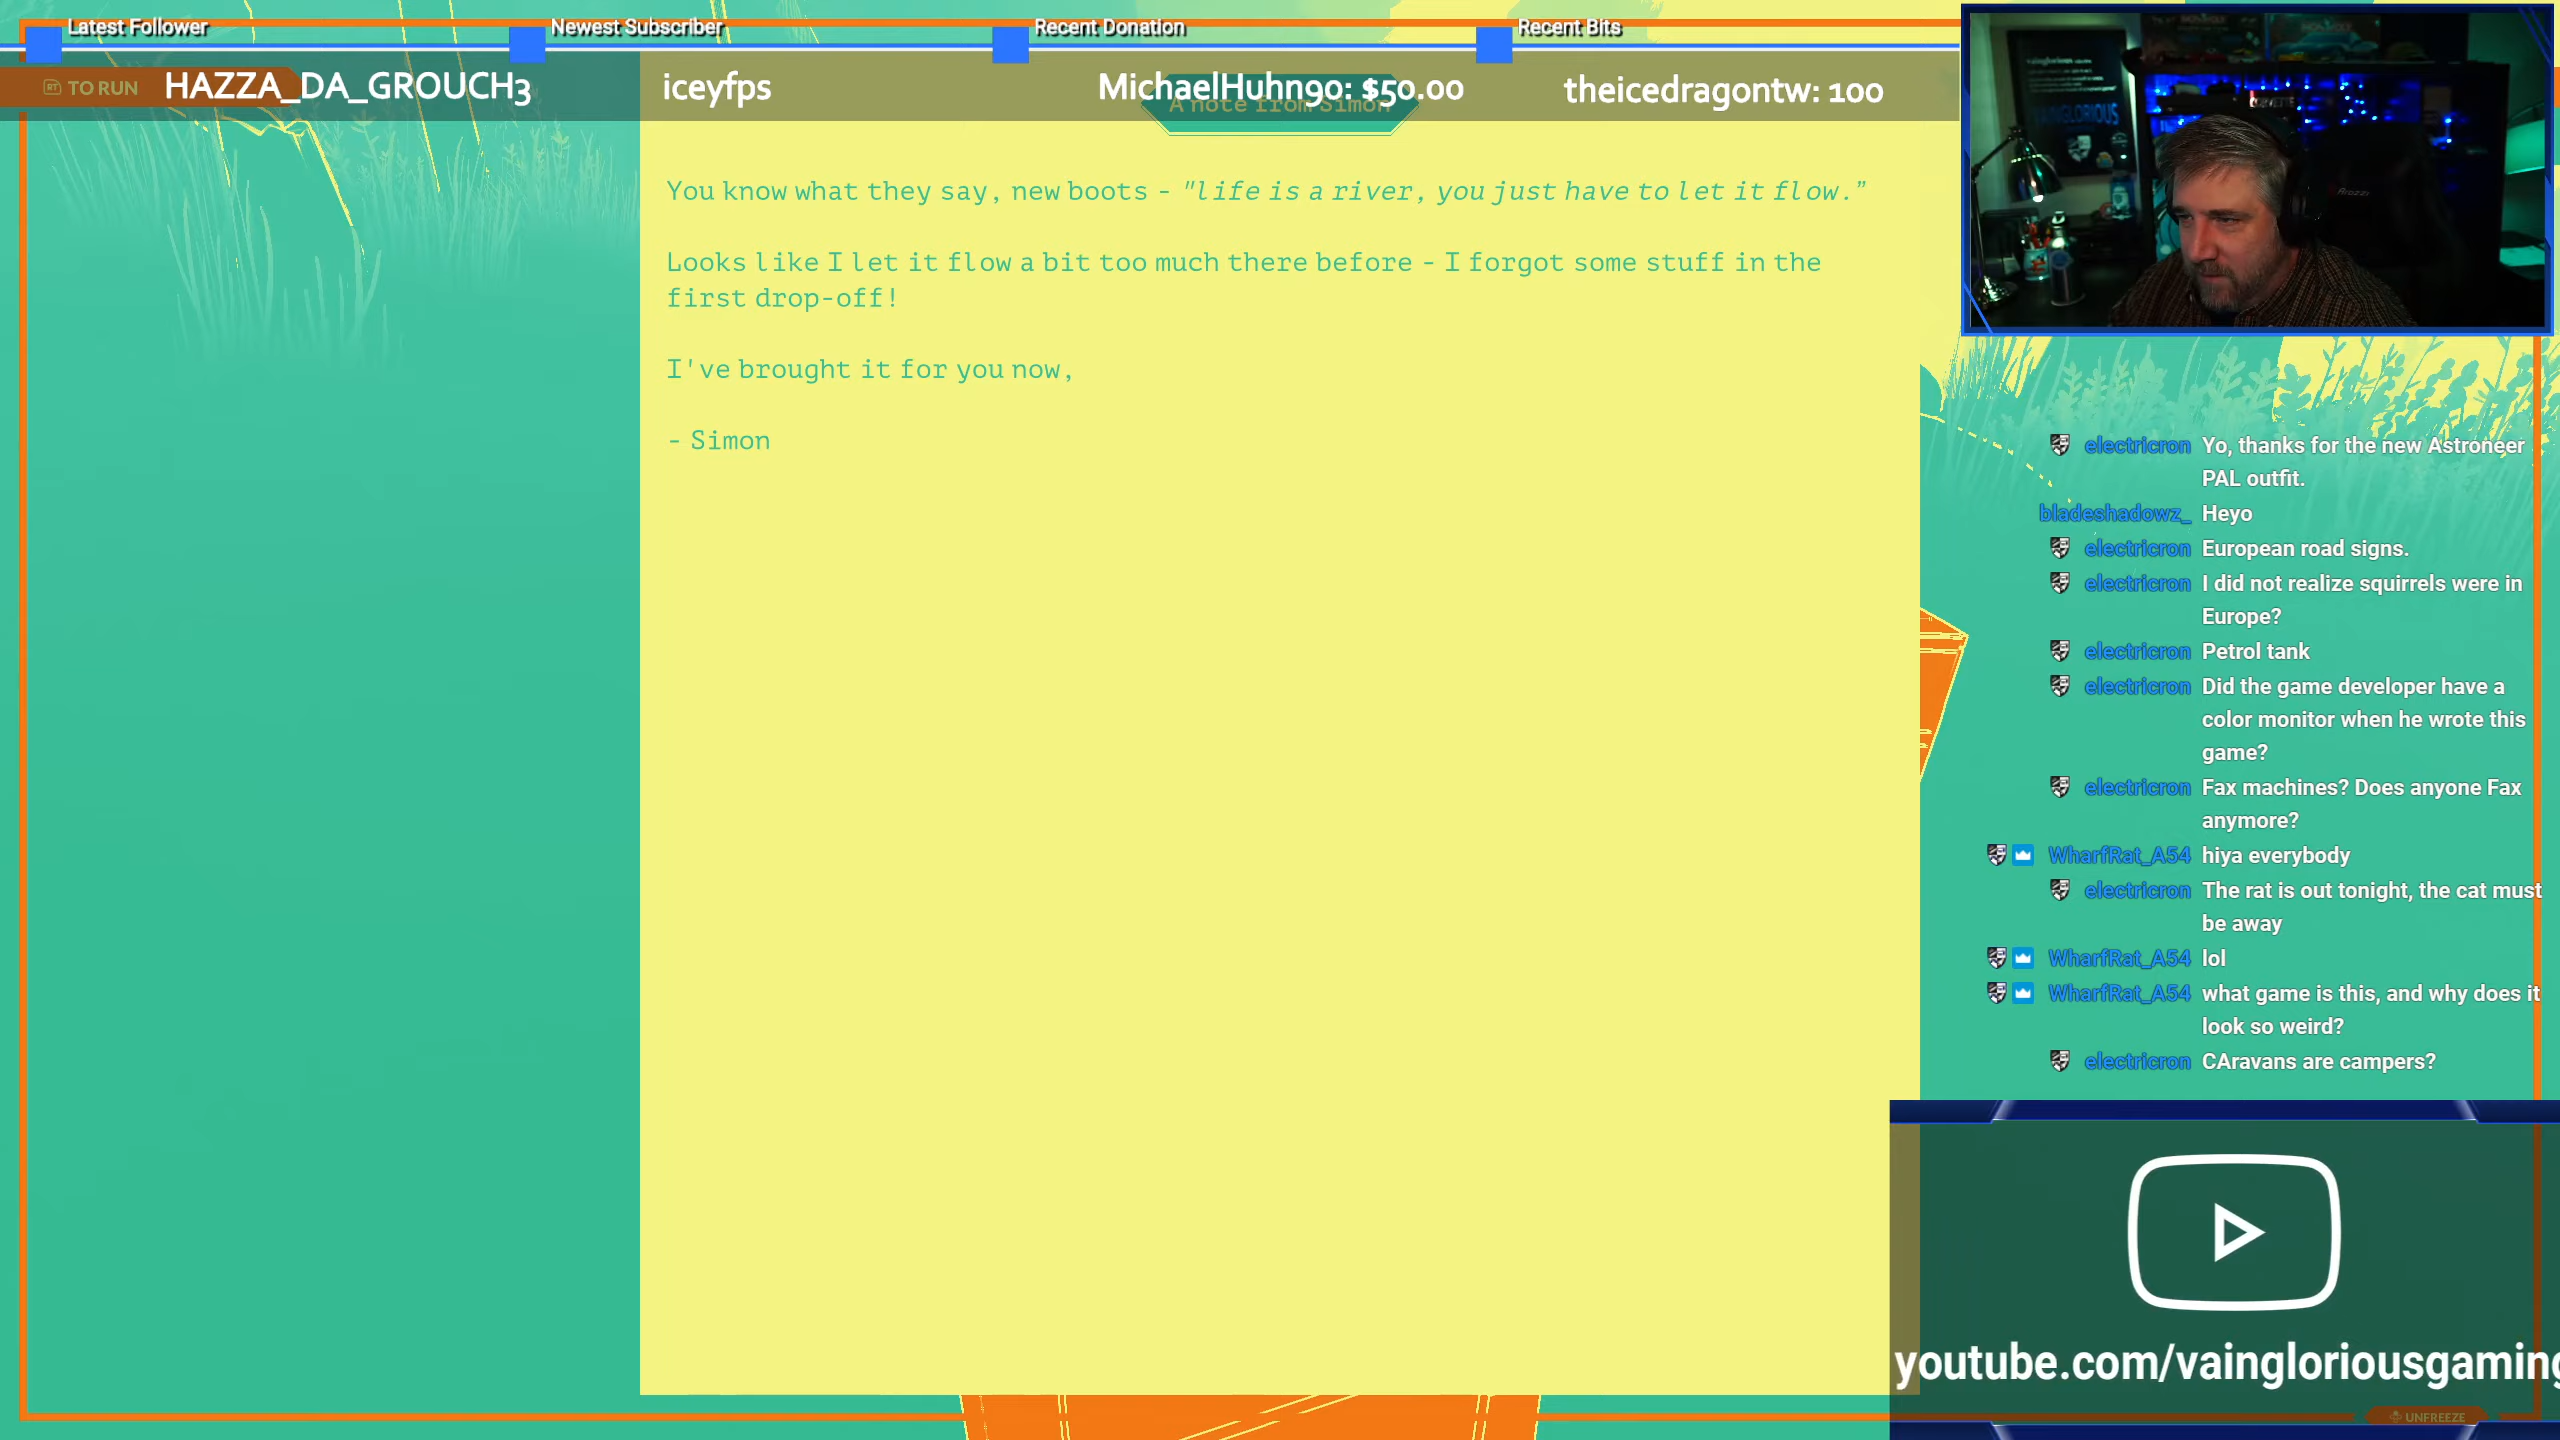 Latest Follower
Newest Subscriber
Recent Donation
Recent Bits
RT TO RUN
HAZZA_DA_GROUCH3
iceyfps
MichaelHuhn90: $50.00
theicedragontw: 100
A note from Simon
You know what they say, new boots - "life is a river, you just have to let it flow.”
Looks like I let it flow a bit too much there before - I forgot some stuff in the
first drop-off!
I've brought it for you now,
- Simon
VAINGLORIOUS
electricron Yo, thanks for the new Astroneer
PAL outfit.
bladeshadowz_ Heyo
electricron European road signs.
electricron I did not realize squirrels were in
Europe?
electricron Petrol tank
electricron Did the game developer have a
color monitor when he wrote this
game?
electricron Fax machines? Does anyone Fax
anymore?
WharfRat_A54 hiya everybody
electricron The rat is out tonight, the cat must
be away
WharfRat_A54 lol
WharfRat_A54 what game is this, and why does it
look so weird?
electricron CAravans are campers?
youtube.com/vaingloriousgaming
UNFREEZE